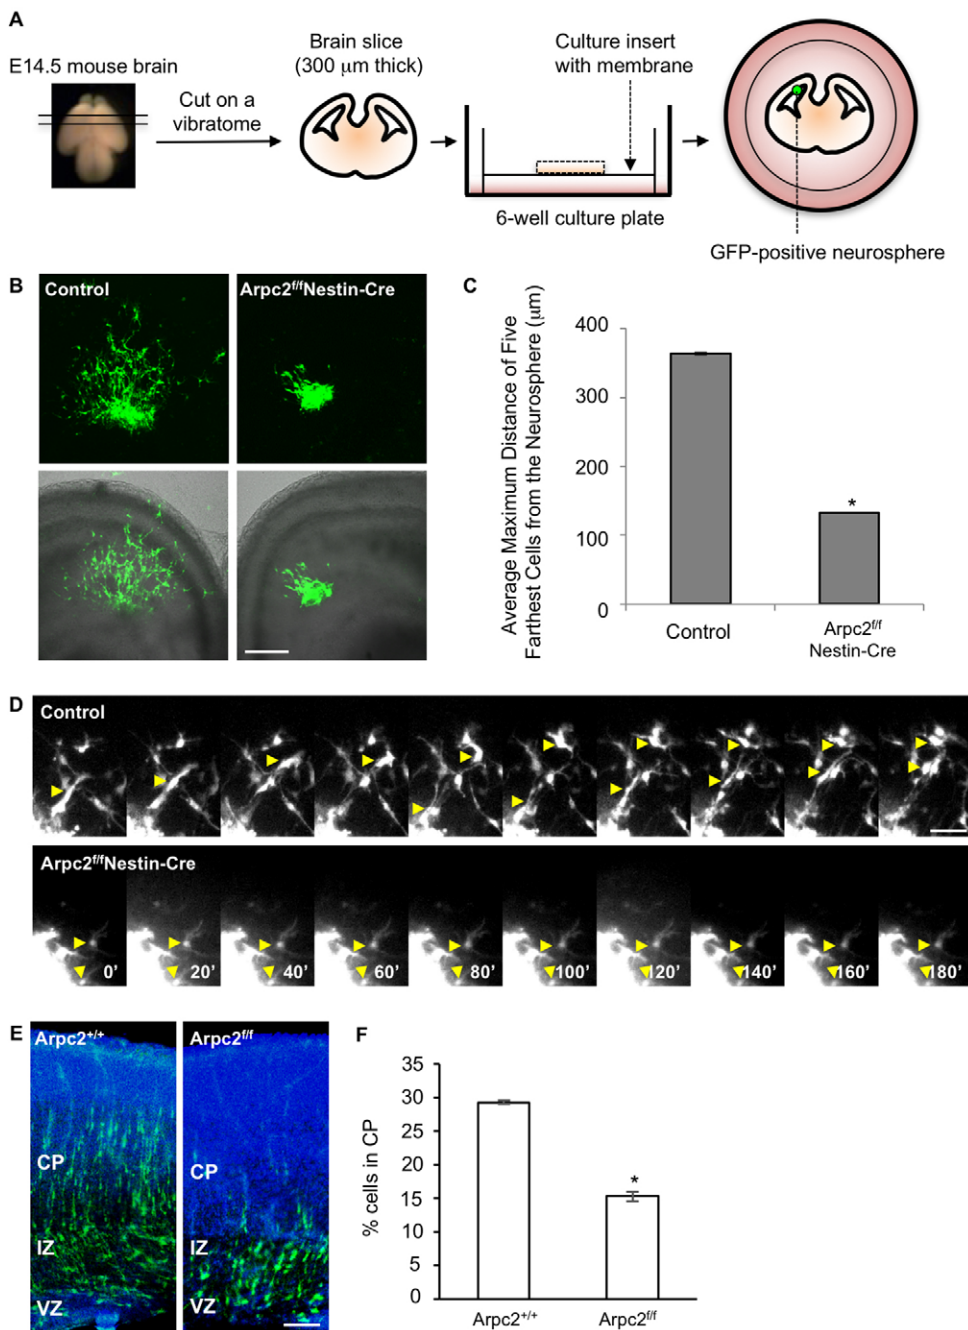 A
E14.5 mouse brain
Cut on a
vibratome
Brain slice
(300 μm thick)
Culture insert
with membrane
6-well culture plate
GFP-positive neurosphere
B
Control
Arpc2f/fNestin-Cre
C
Average Maximum Distance of Five
Farthest Cells from the Neurosphere (μm)
400
300
200
100
0
*
Control
Arpc2f/f
Nestin-Cre
D
Control
Arpc2f/fNestin-Cre
0’ 20’ 40’ 60’ 80’ 100’ 120’ 140’ 160’ 180’
E
Arpc2+/+
Arpc2f/f
CP
IZ
VZ
CP
IZ
VZ
F
% cells in CP
35
30
25
20
15
10
5
0
*
Arpc2+/+
Arpc2f/f